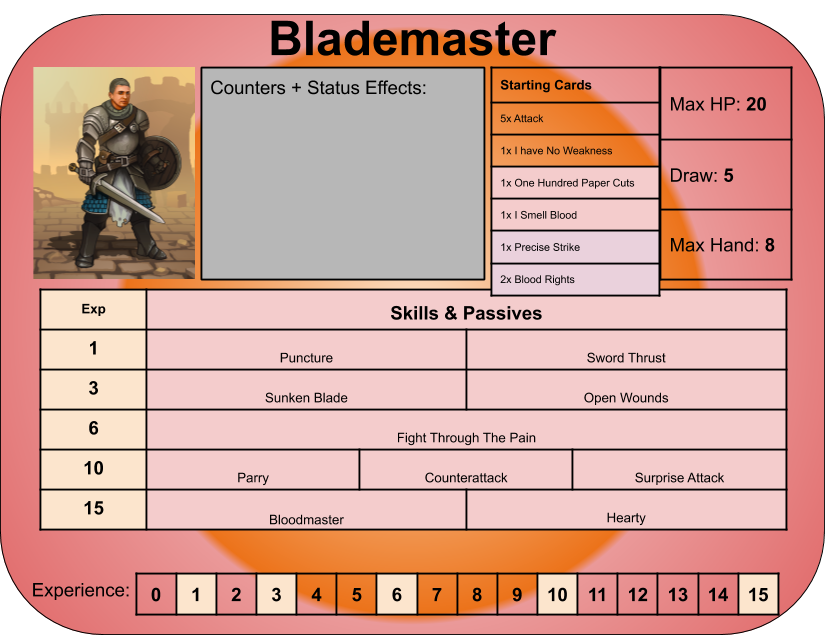 Blademaster
Counters + Status Effects:
Starting Cards
5x Attack
1x I have No Weakness
1x One Hundred Paper Cuts
1x I Smell Blood
1x Precise Strike
2x Blood Rights
Max HP: 20
Draw: 5
Max Hand: 8
Exp Skills & Passives
1 Puncture Sword Thrust
3 Sunken Blade Open Wounds
6 Fight Through The Pain
10 Parry Counterattack Surprise Attack
15 Bloodmaster Hearty
Experience: 0 1 2 3 4 5 6 7 8 9 10 11 12 13 14 15